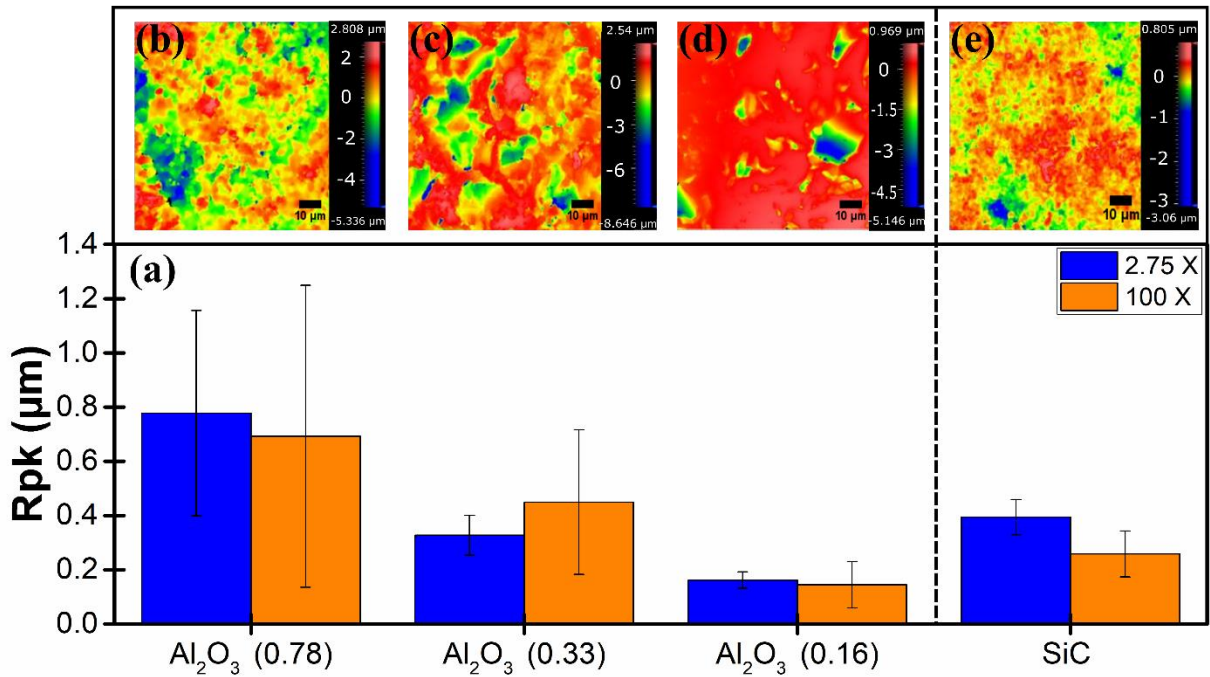 (b)
2.808 µm
2
0
-2
-4
-5.336 µm
10 µm
(c)
2.54 µm
0
-3
-6
-8.646 µm
10 µm
(d)
0.969 µm
0
-1.5
-3
-4.5
-5.146 µm
10 µm
(e)
0.805 µm
0
-1
-2
-3
-3.06 µm
10 µm
(a)
2.75 X
100 X
Rpk (µm)
1.4
1.2
1.0
0.8
0.6
0.4
0.2
0.0
Al₂O₃ (0.78)
Al₂O₃ (0.33)
Al₂O₃ (0.16)
SiC